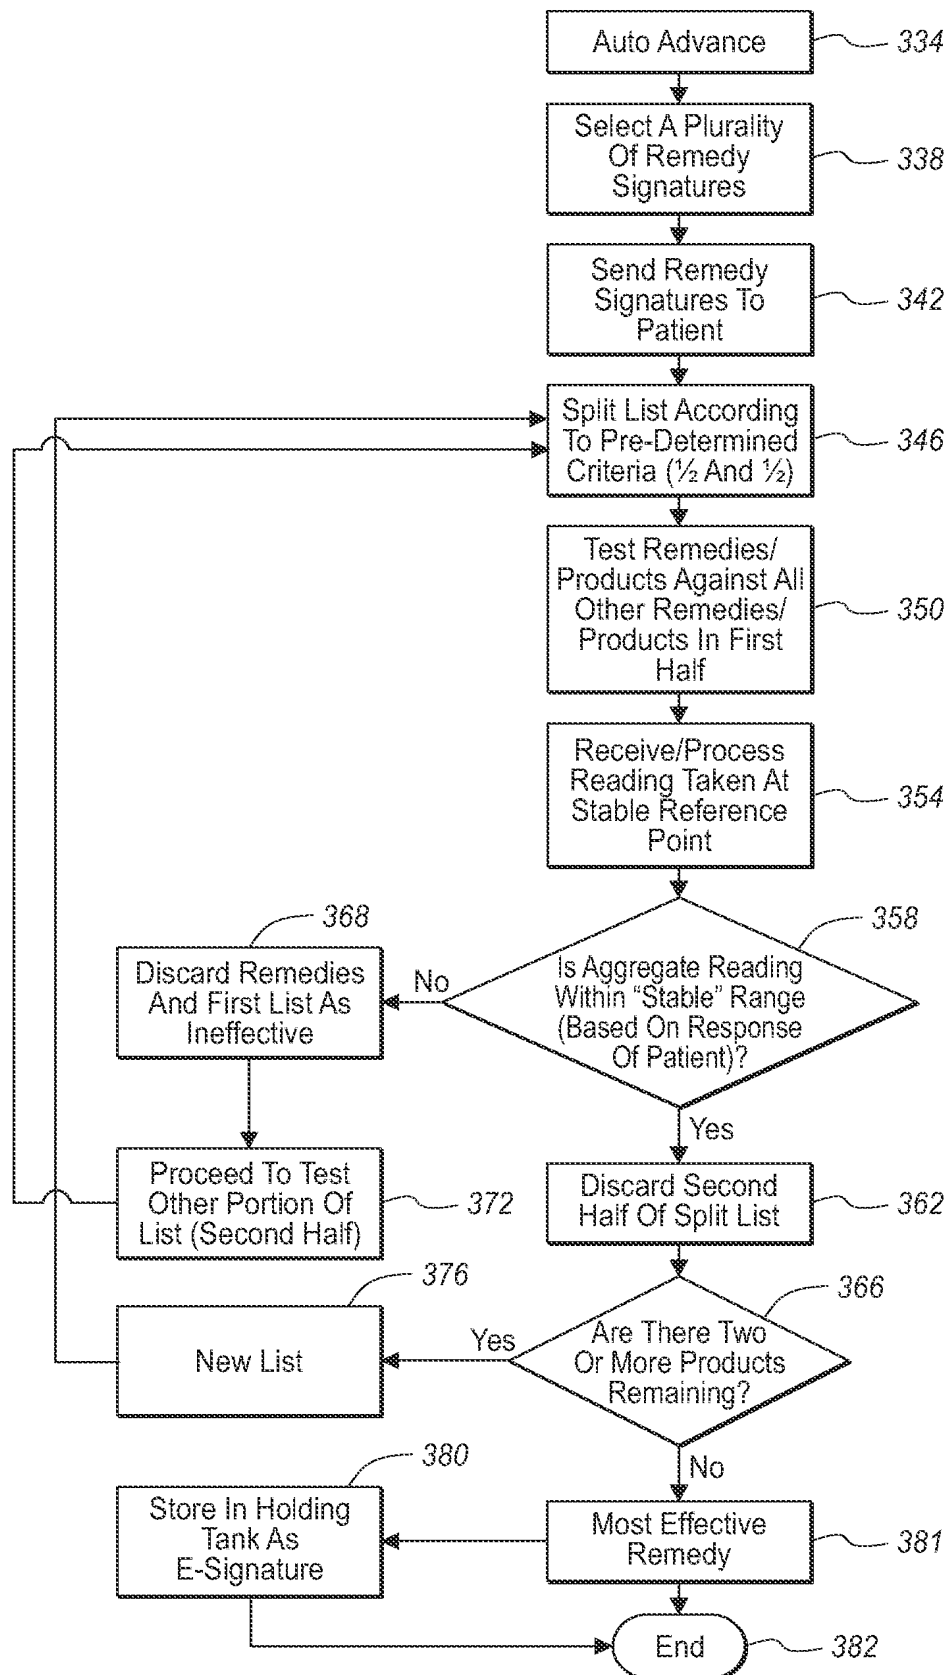 Auto Advance
334
Select A Plurality
Of Remedy
Signatures
338
Send Remedy
Signatures To
Patient
342
Split List According
To Pre-Determined
Criteria (½ And ½)
346
Test Remedies/
Products Against All
Other Remedies/
Products In First
Half
350
Receive/Process
Reading Taken At
Stable Reference
Point
354
Is Aggregate Reading
Within “Stable” Range
(Based On Response
Of Patient)?
358
No
Yes
Discard Remedies
And First List As
Ineffective
368
Proceed To Test
Other Portion Of
List (Second Half)
372
Discard Second
Half Of Split List
362
Are There Two
Or More Products
Remaining?
366
Yes
No
New List
376
Most Effective
Remedy
381
Store In Holding
Tank As
E-Signature
380
End
382